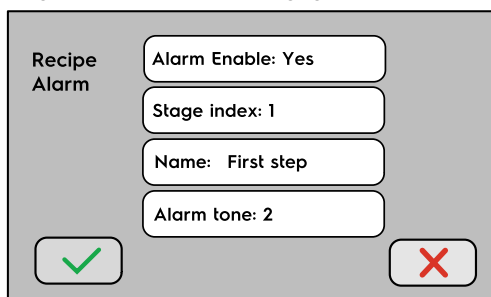 Recipe
Alarm
Alarm Enable: Yes
Stage index: 1
Name: First step
Alarm tone: 2